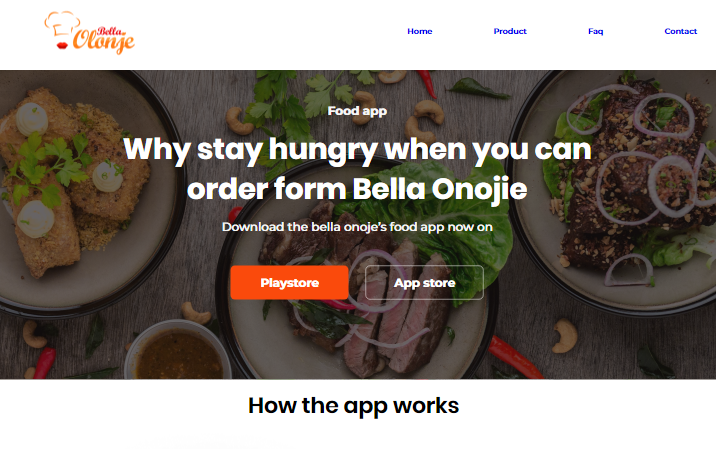 Bella
Olonje
Home Product Faq Contact
Food app
Why stay hungry when you can
order form Bella Onojie
Download the bella onoje's food app now on
Playstore App store
How the app works